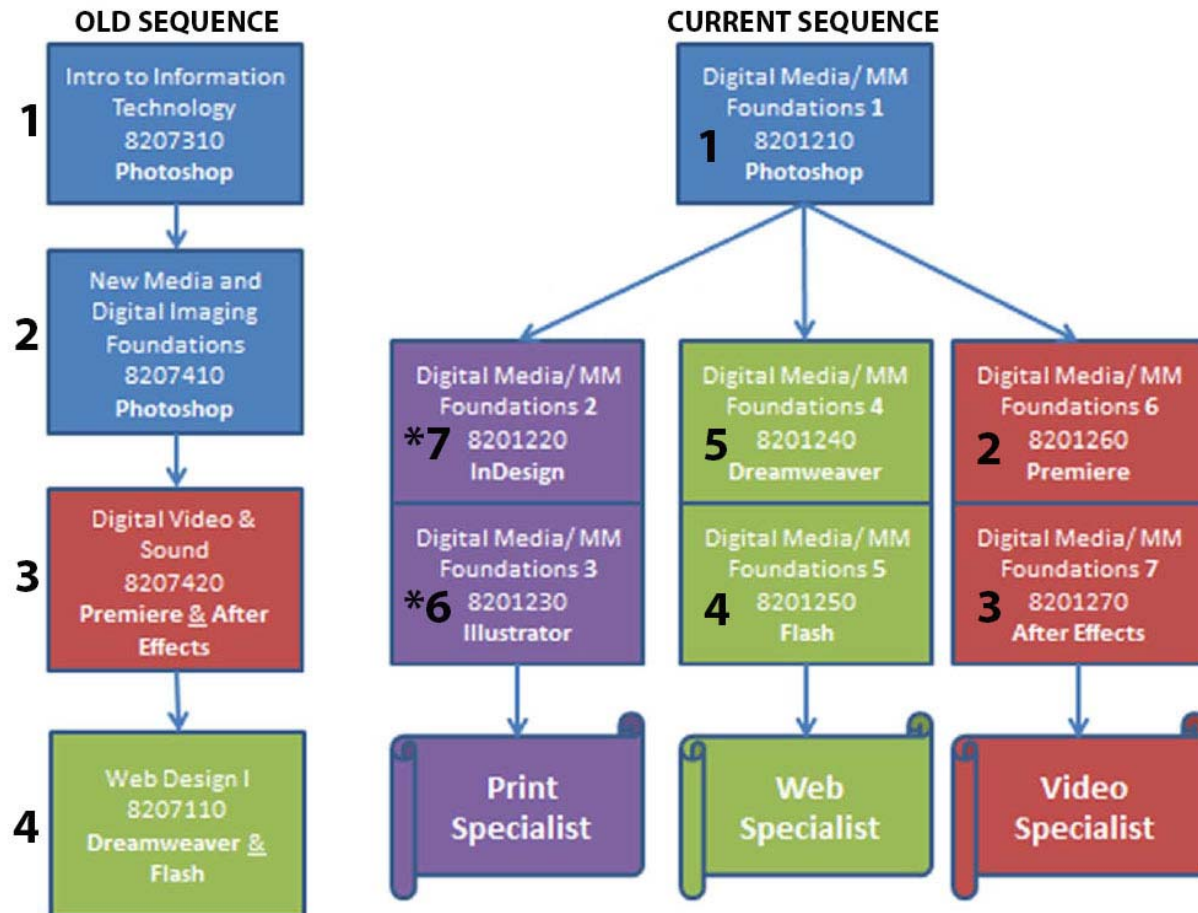 OLD SEQUENCE
1
Intro to Information
Technology
8207310
Photoshop
2
New Media and
Digital Imaging
Foundations
8207410
Photoshop
3
Digital Video &
Sound
8207420
Premiere & After
Effects
4
Web Design I
8207110
Dreamweaver &
Flash
CURRENT SEQUENCE
Digital Media/ MM
Foundations 1
1 8201210
Photoshop
Digital Media/ MM
Foundations 2
*7 8201220
InDesign
Digital Media/ MM
Foundations 3
*6 8201230
Illustrator
Print
Specialist
Digital Media/ MM
Foundations 4
5 8201240
Dreamweaver
Digital Media/ MM
Foundations 5
4 8201250
Flash
Web
Specialist
Digital Media/ MM
Foundations 6
2 8201260
Premiere
Digital Media/ MM
Foundations 7
3 8201270
After Effects
Video
Specialist